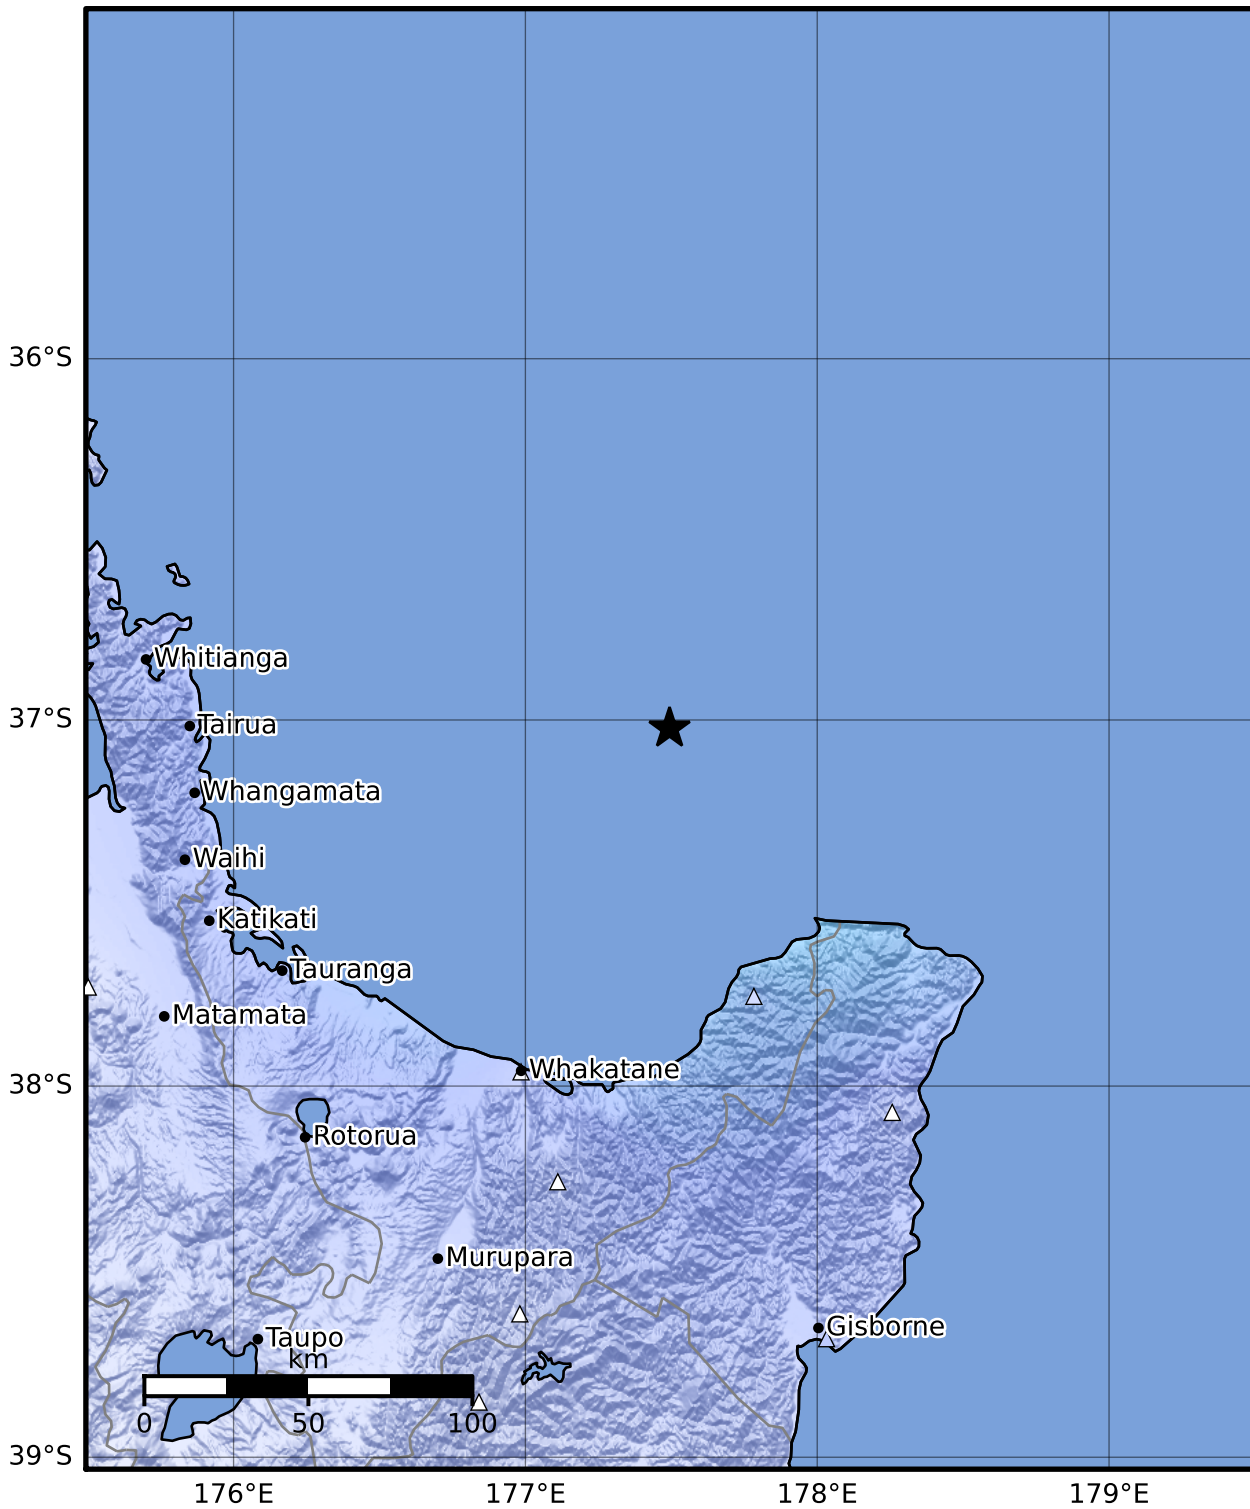 36°S
Whitianga
37°S
Tairua
Whangamata
Waihi
Katikati
Tauranga
Matamata
Whakatane
38°S
Rotorua
Murupara
Gisborne
Taupo
km
0 50 100
39°S
176°E 177°E 178°E 179°E